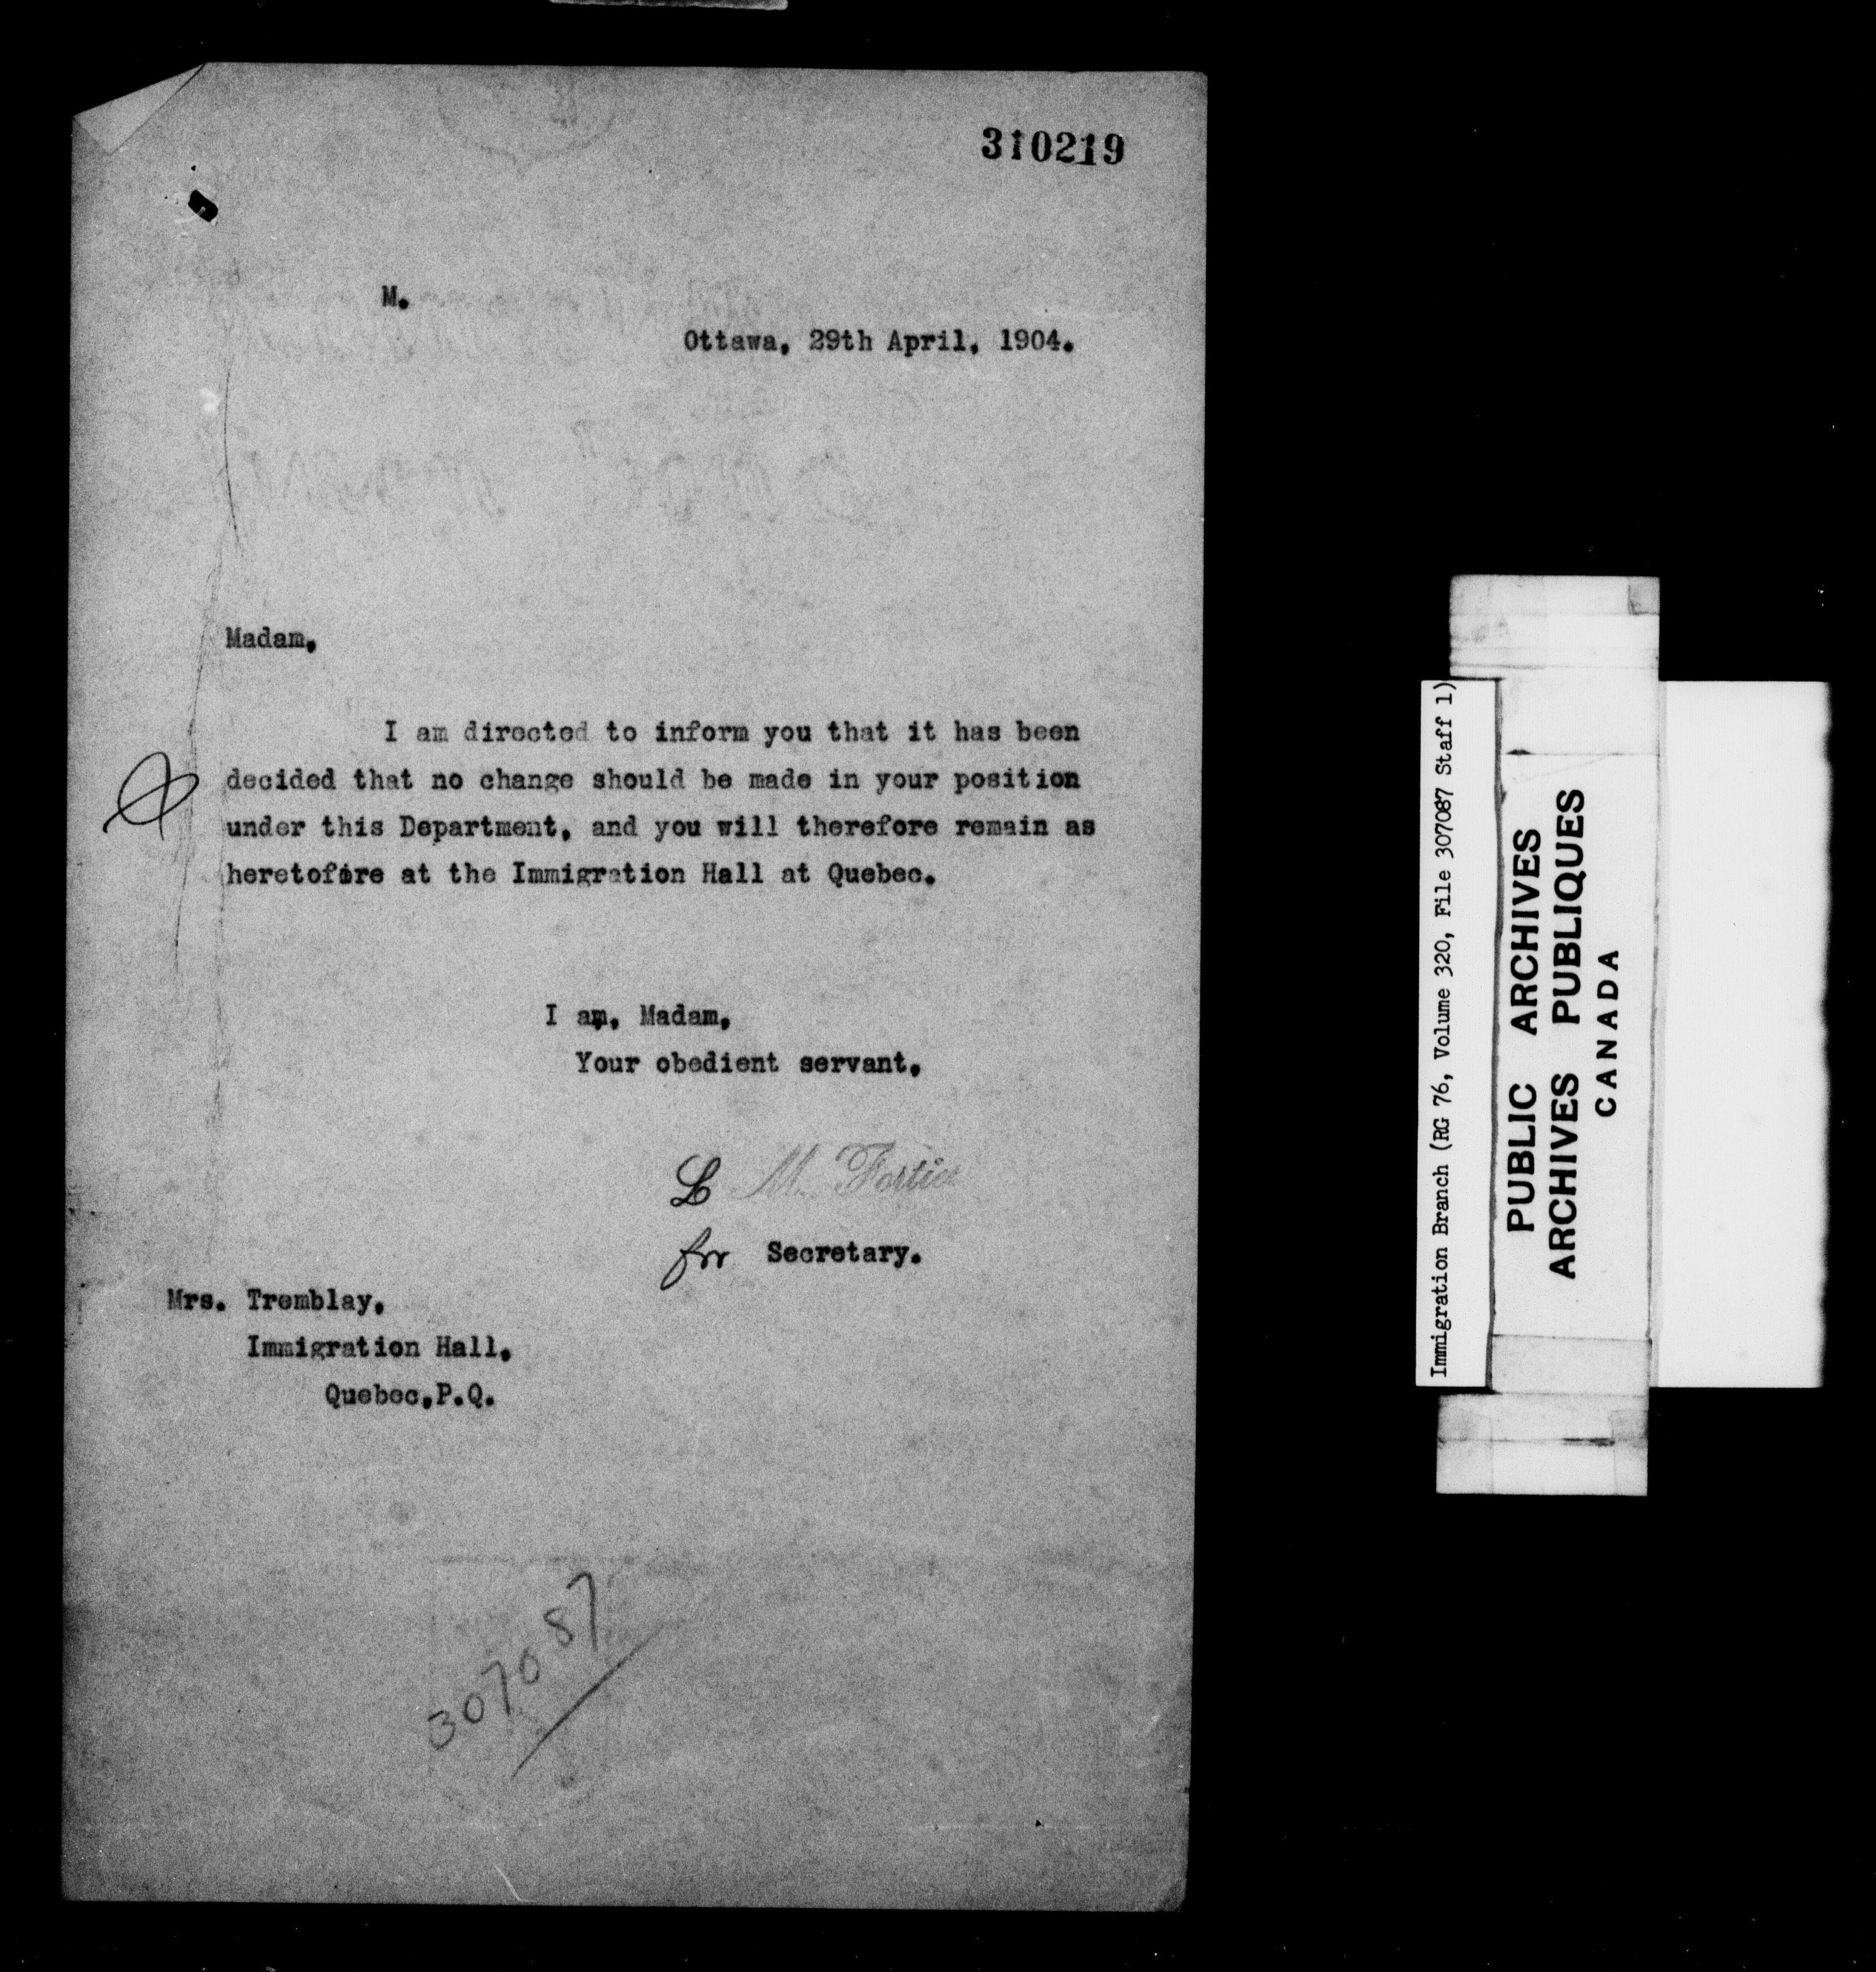 310219
M.
Ottawa, 29th April, 1904.
Madam,
I am directed to inform you that it has been
decided that no change should be made in your position
under this Department, and you will therefore remain as
heretofore at the Immigration Hall at Quebec.
I am, Madam,
Your obedient servant,
L M. Fortier
for Secretary.
Mrs. Tremblay,
Immigration Hall,
Quebec,P.Q.
307087
Immigration Branch (RG 76, Volume 320, File 307087 Staff 1)
PUBLIC ARCHIVES
ARCHIVES PUBLIQUES
CANADA